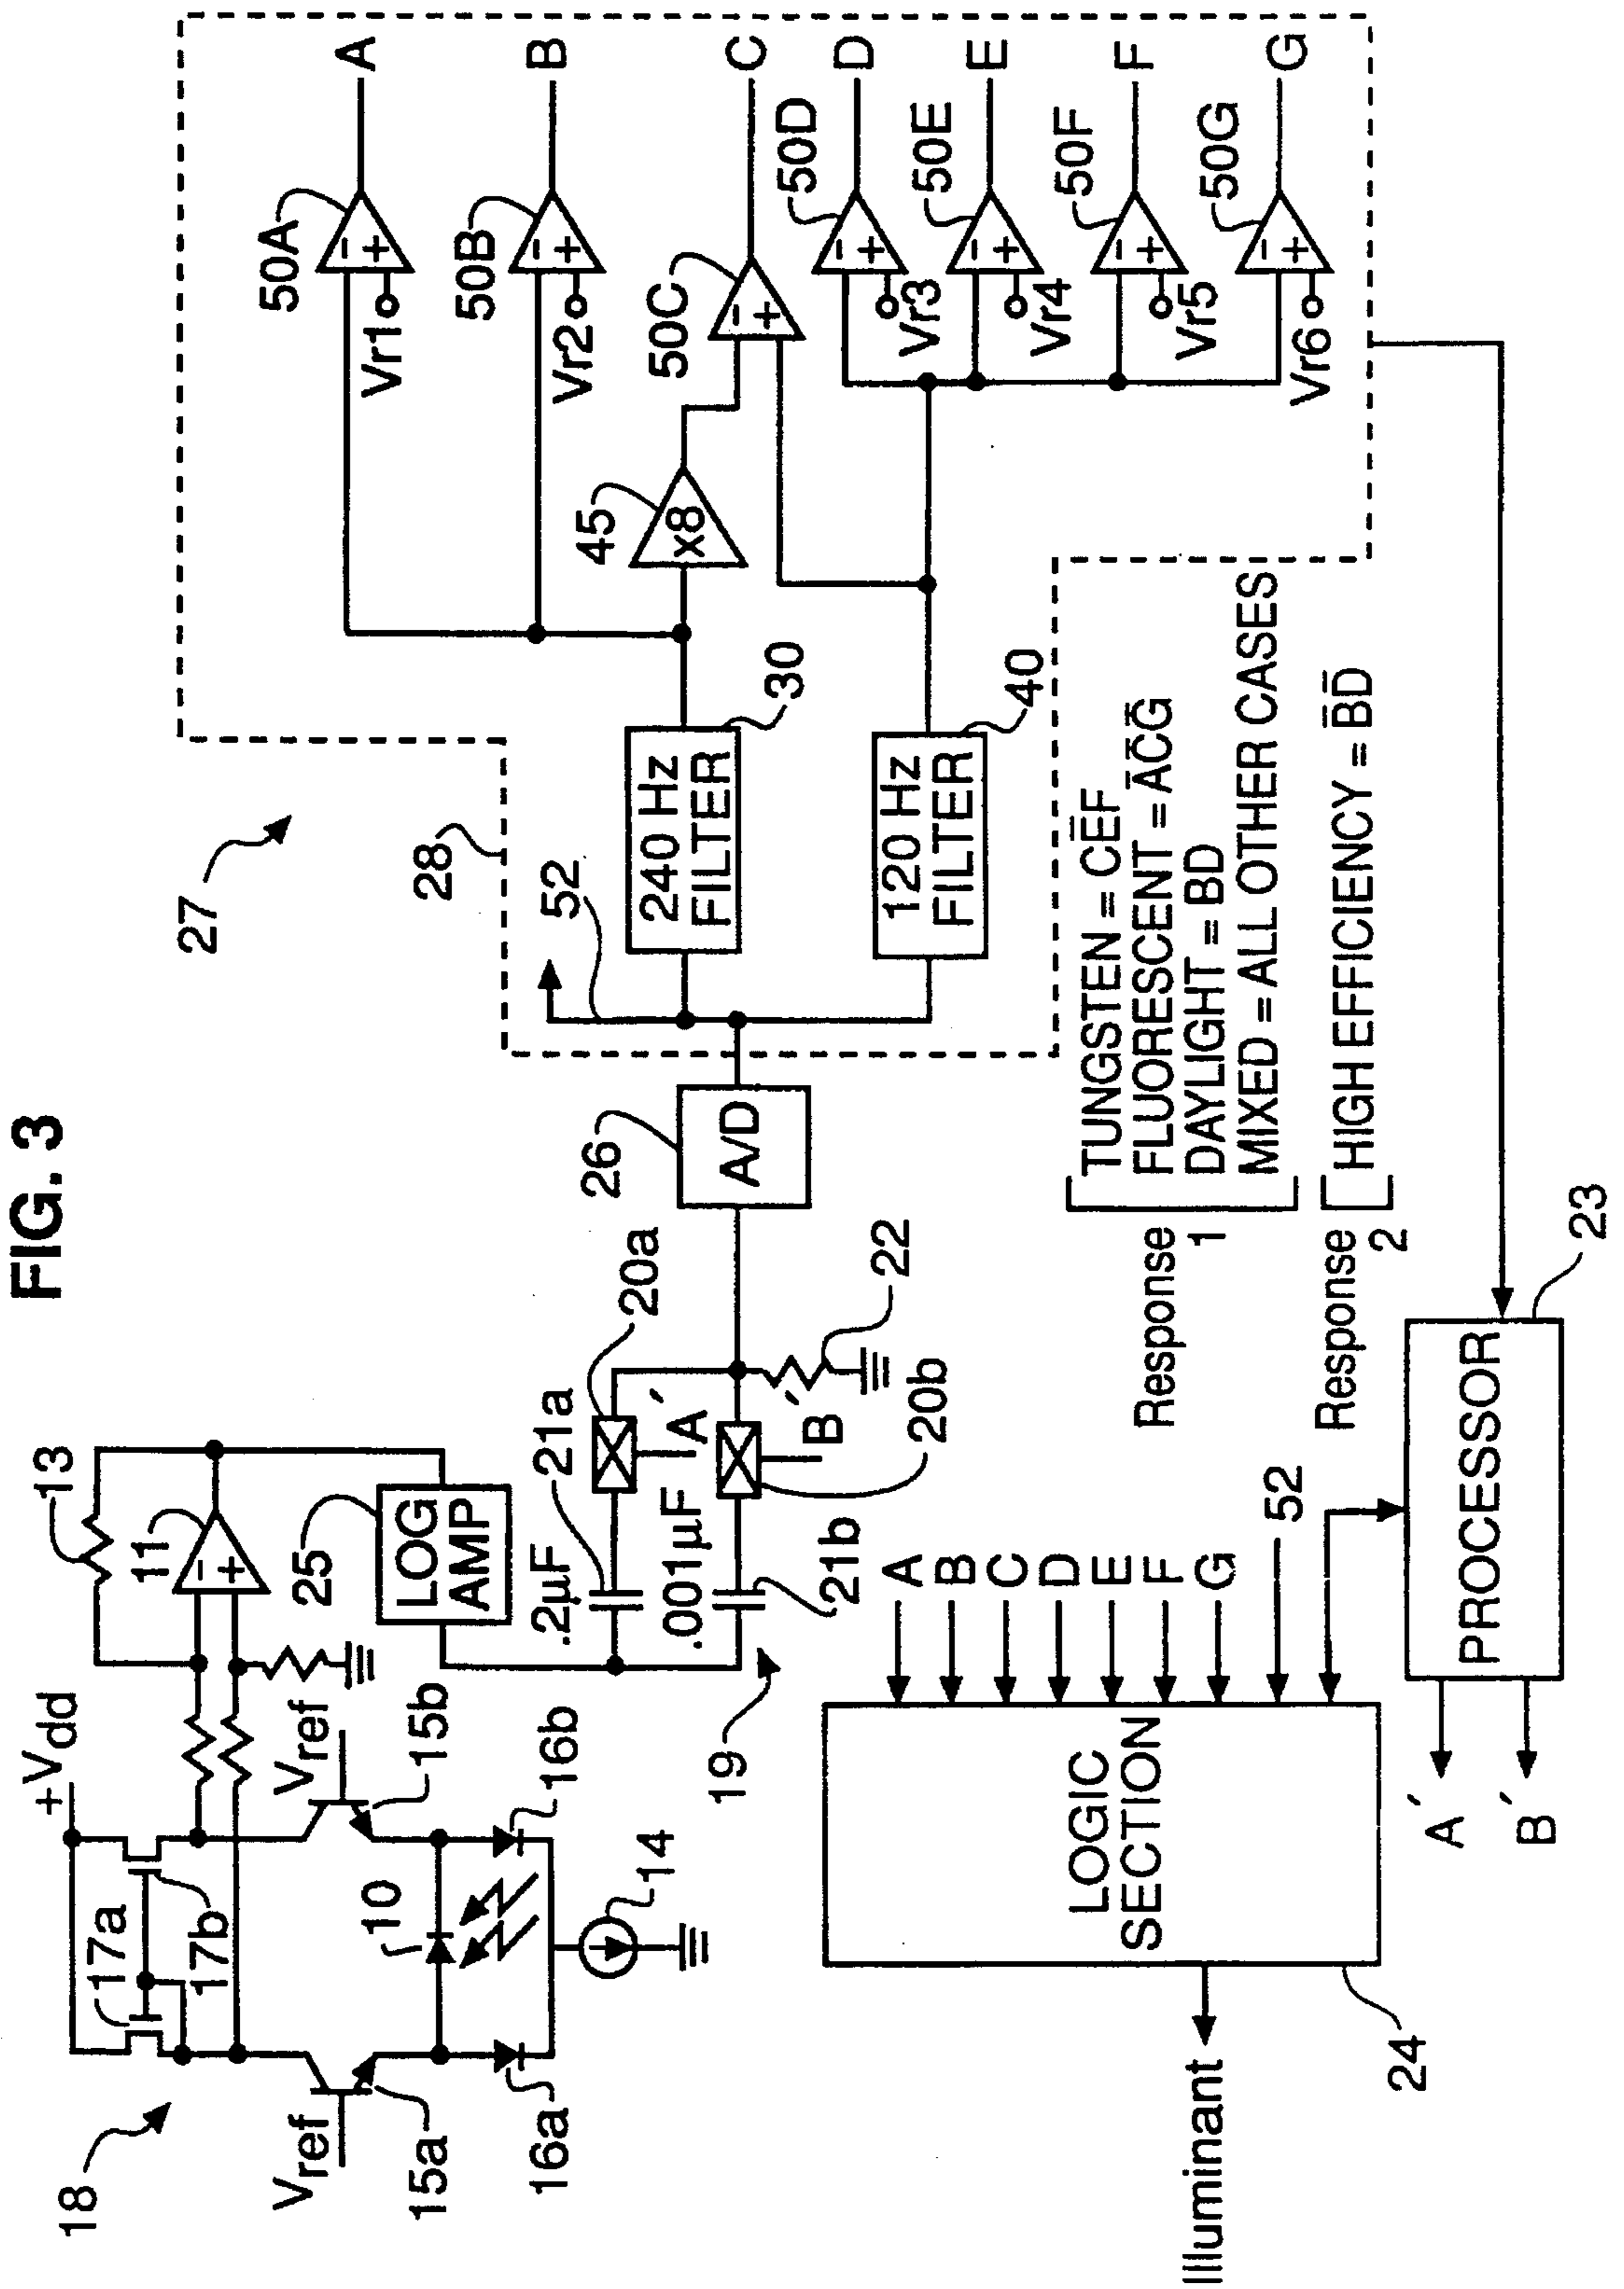 FIG. 3
18
+Vdd
17a
17b
Vref
15a
Vref
15b
10
16a
16b
14
13
11
-
+
25
LOG
AMP
.2µF
21a
20a
A′
.001µF
21b
20b
B′
22
19
26
A/D
27
28
52
240 Hz
FILTER
30
120 Hz
FILTER
40
45
x8
50A
-
+
Vr1
A
50B
-
+
Vr2
B
50C
-
+
C
50D
-
+
Vr3
D
50E
-
+
Vr4
E
50F
-
+
Vr5
F
50G
-
+
Vr6
G
Response
1
TUNGSTEN = CE̅F
FLUORESCENT = A̅C̅G̅
DAYLIGHT = BD
MIXED = ALL OTHER CASES
Response
2
HIGH EFFICIENCY = B̅D̅
Illuminant
LOGIC
SECTION
24
A
B
C
D
E
F
G
52
PROCESSOR
23
A′
B′